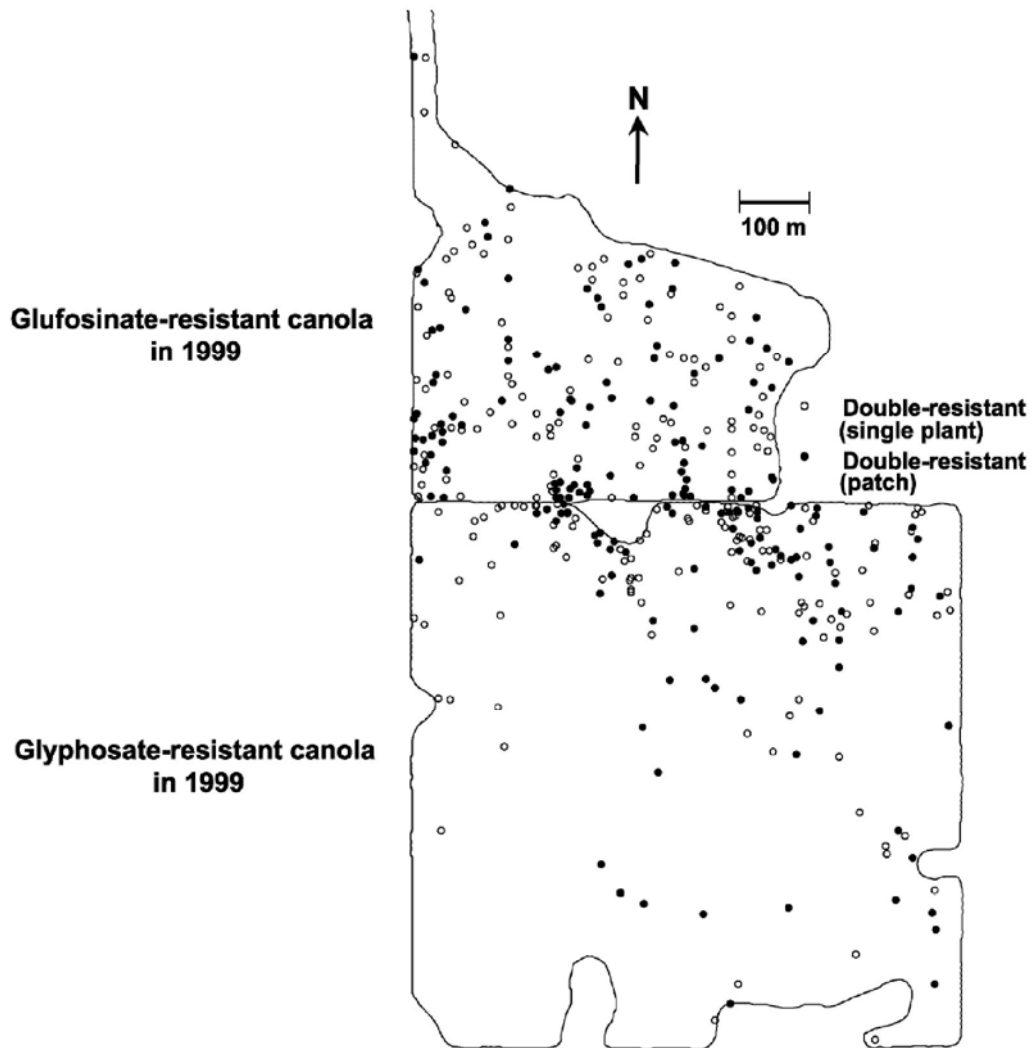 N
100 m
Glufosinate-resistant canola
in 1999
Double-resistant
(single plant)
Double-resistant
(patch)
Glyphosate-resistant canola
in 1999